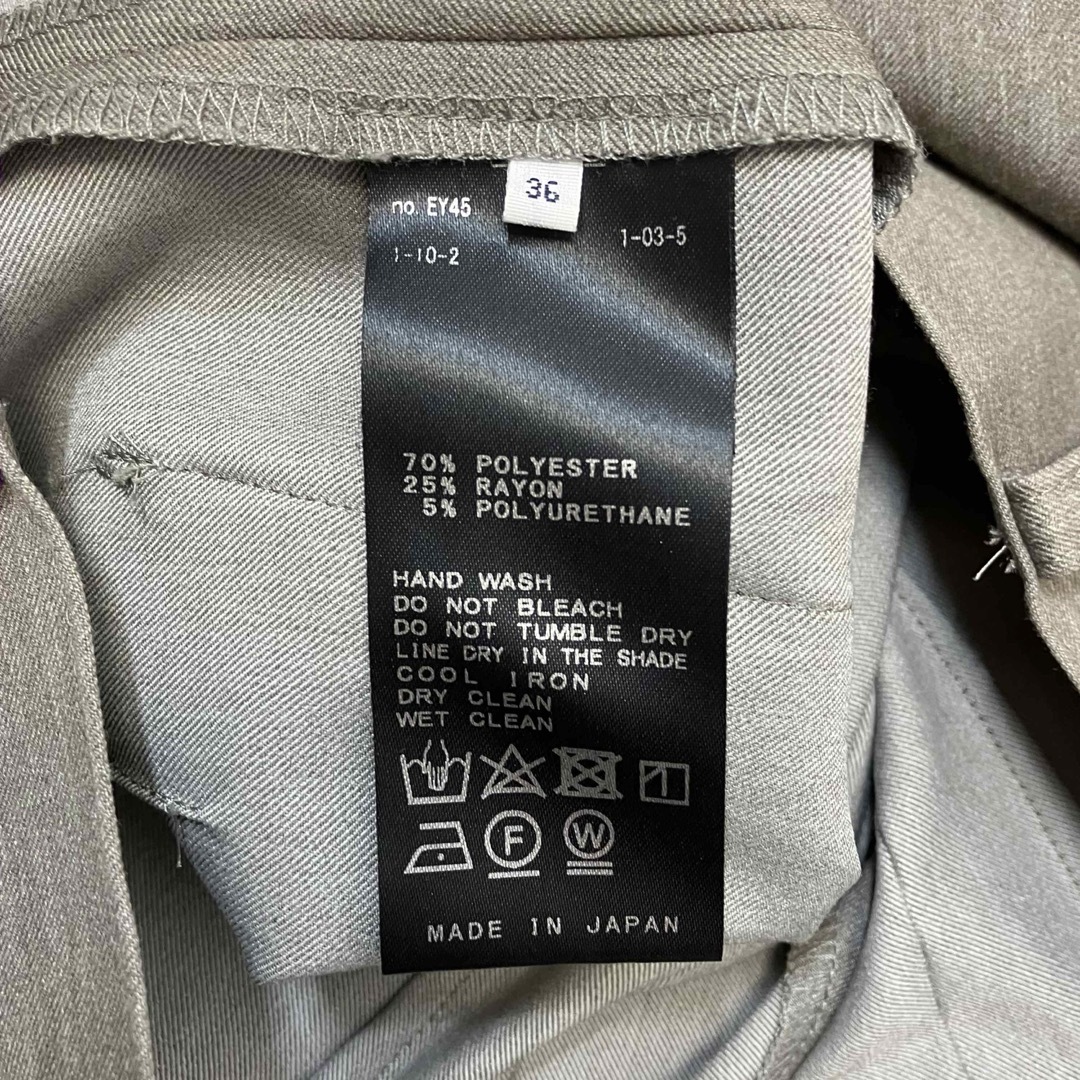 36
no. EY45
1-03-5
1-10-2
70% POLYESTER
25% RAYON
5% POLYURETHANE
HAND WASH
DO NOT BLEACH
DO NOT TUMBLE DRY
LINE DRY IN THE SHADE
COOL IRON
DRY CLEAN
WET CLEAN
F W
MADE IN JAPAN